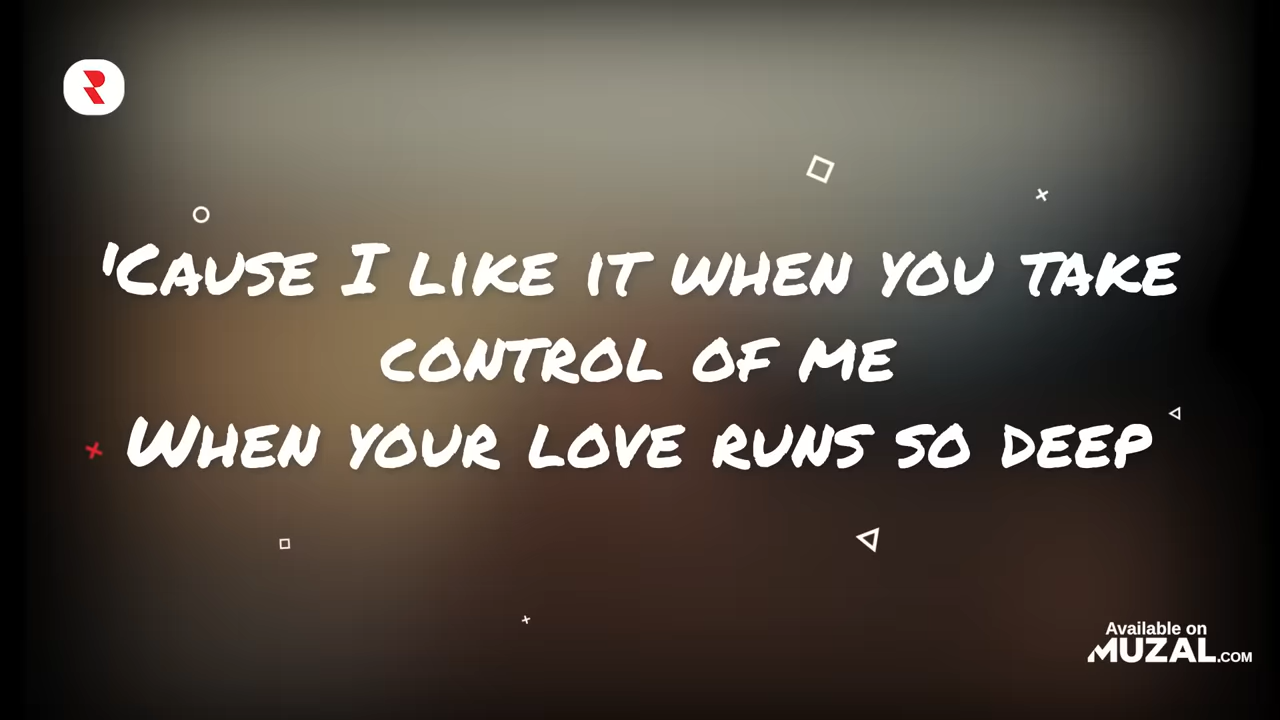 'Cause I like it when you take
control of me
When your love runs so deep
Available on
MUZAL.COM